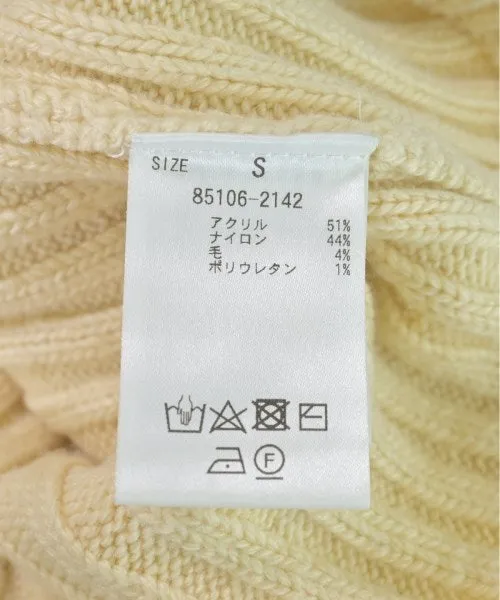 SIZE S
85106-2142
アクリル 51%
ナイロン 44%
毛 4%
ポリウレタン 1%
F